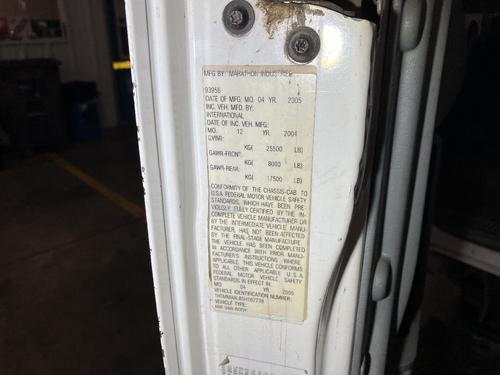 MFG BY: MARATHON INDUSTRIES
93956
DATE OF MFG. MO. 04 YR. 2005
INC. VEH. MFD. BY:
INTERNATIONAL
DATE OF INC. VEH. MFG:
MO. 12 YR. 2004
GVWR:
KG( 25500 LB)
GAWR-FRONT:
KG( 8000 LB)
GAWR-REAR:
KG( 17500 LB)
CONFORMITY OF THE CHASSIS-CAB TO
U.S.A. FEDERAL MOTOR VEHICLE SAFETY
STANDARDS, WHICH HAVE BEEN PRE-
VIOUSLY FULLY CERTIFIED BY THE IN-
COMPLETE VEHICLE MANUFACTURER OR
BY THE INTERMEDIATE VEHICLE MANU-
FACTURER, HAS NOT BEEN AFFECTED
BY THE FINAL-STAGE MANUFACTURE.
THE VEHICLE HAS BEEN COMPLETED
IN ACCORDANCE WITH PRIOR MANU-
FACTURER'S INSTRUCTIONS WHERE
APPLICABLE. THIS VEHICLE CONFORMS
TO ALL OTHER APPLICABLE U.S.A.
FEDERAL MOTOR VEHICLE SAFETY
STANDARDS IN EFFECT IN:
MO. 04 YR. 2005
VEHICLE IDENTIFICATION NUMBER:
VEHICLE TYPE:
VAN BODY